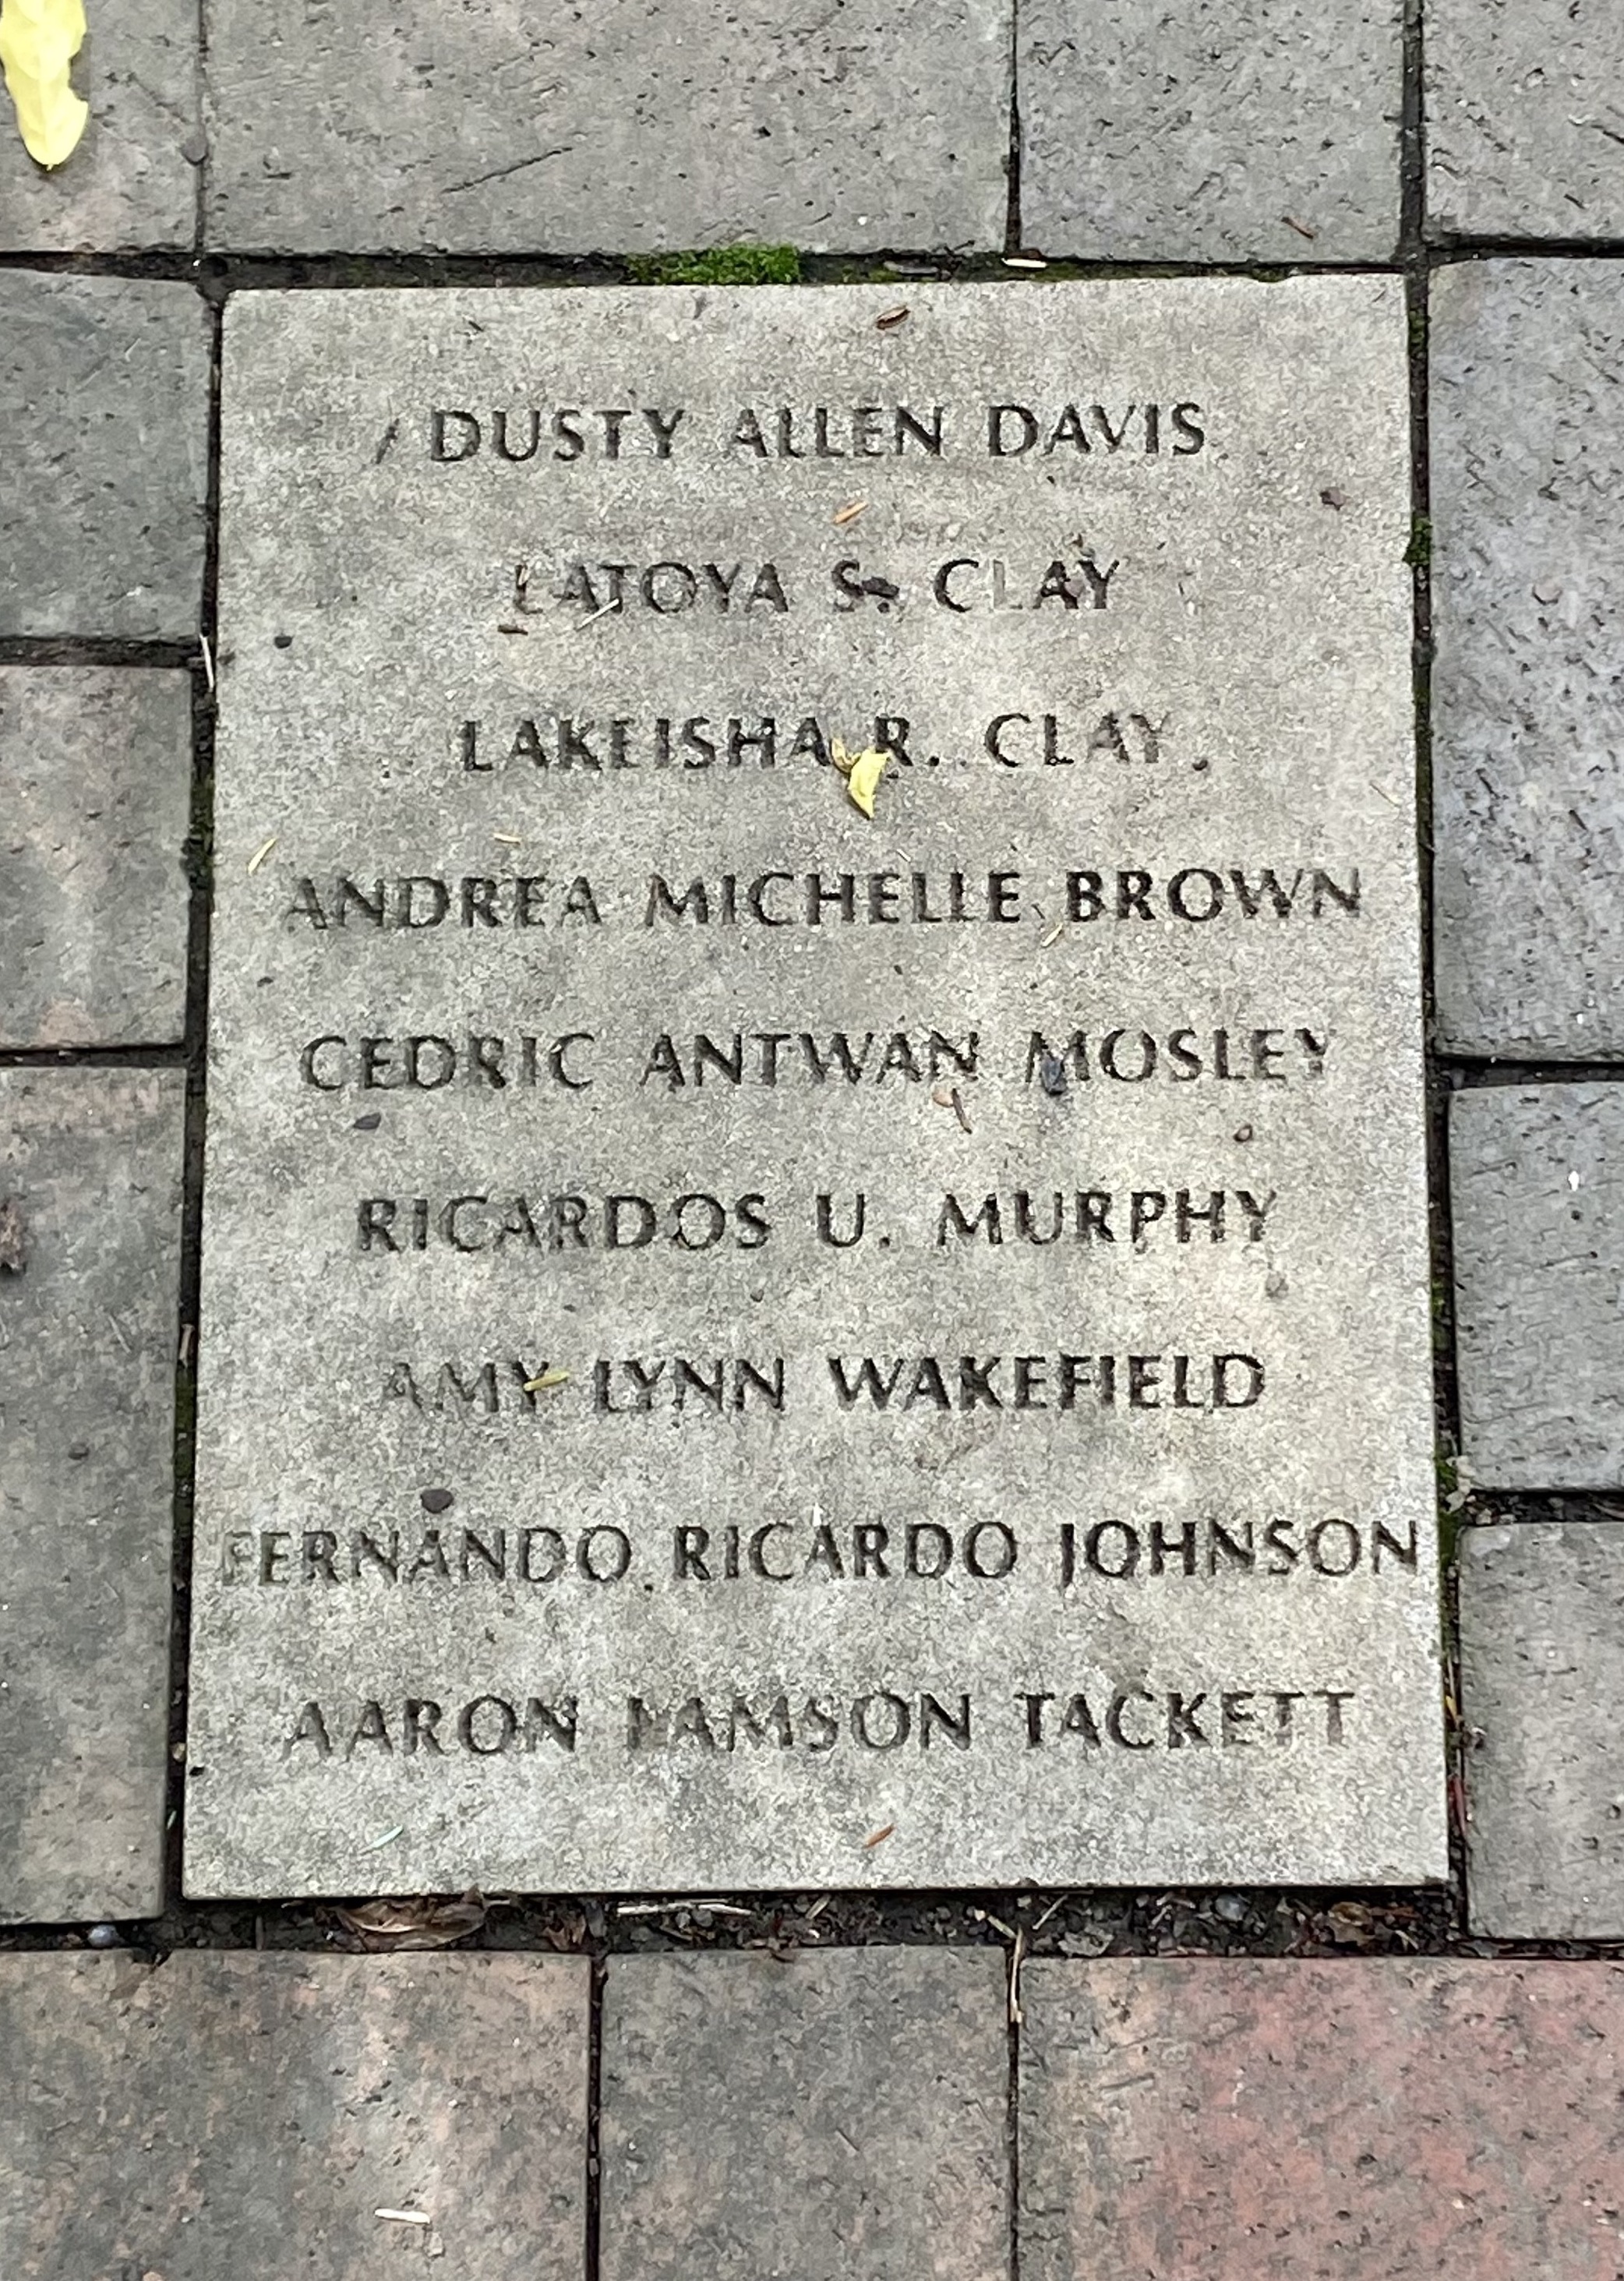 DUSTY ALLEN DAVIS
LATOYA S. CLAY
LAKEISHA R. CLAY
ANDREA MICHELLE BROWN
CEDRIC ANTWAN MOSLEY
RICARDOS U. MURPHY
AMY LYNN WAKEFIELD
FERNANDO RICARDO JOHNSON
AARON TACKETT